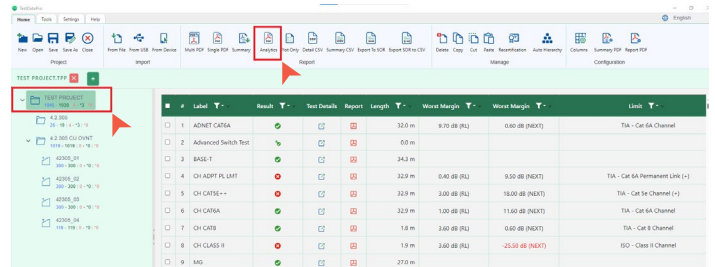 TestDataPro
Home Tools Settings Help English
New Open Save Save As Close From File From USB From Device Multi PDF Single PDF Summary Analytics Plot Only Detail CSV Summary CSV Export To SOR Export SOR to CSV Delete Copy Cut Paste Recertification Auto Hierarchy Columns Summary PDF Report PDF
Project Import Report Manage Configuration
TEST PROJECT.TPP
TEST PROJECT
# Label Result Test Details Report Length Worst Margin Worst Margin Limit
4.2.305
1 ADNET CAT6A 32.0 m 9.70 dB (RL) 0.60 dB (NEXT) TIA - Cat 6A Channel
4.2.305 CU OVNT
2 Advanced Switch Test 0.0 m
42305_01
3 BASE-T 34.3 m
42305_02
4 CH ADPT PL LMT 32.9 m 0.40 dB (RL) 9.50 dB (NEXT) TIA - Cat 6A Permanent Link (+)
42305_03
5 CH CAT5E++ 32.9 m 3.00 dB (RL) 18.00 dB (NEXT) TIA - Cat 5e Channel (+)
42305_04
6 CH CAT6A 32.9 m 1.00 dB (RL) 11.60 dB (NEXT) TIA - Cat 6A Channel
7 CH CAT8 1.8 m 3.60 dB (RL) 0.60 dB (NEXT) TIA - Cat 8 Channel
8 CH CLASS II 1.9 m 3.60 dB (RL) -25.50 dB (NEXT) ISO - Class II Channel
9 MG 27.0 m